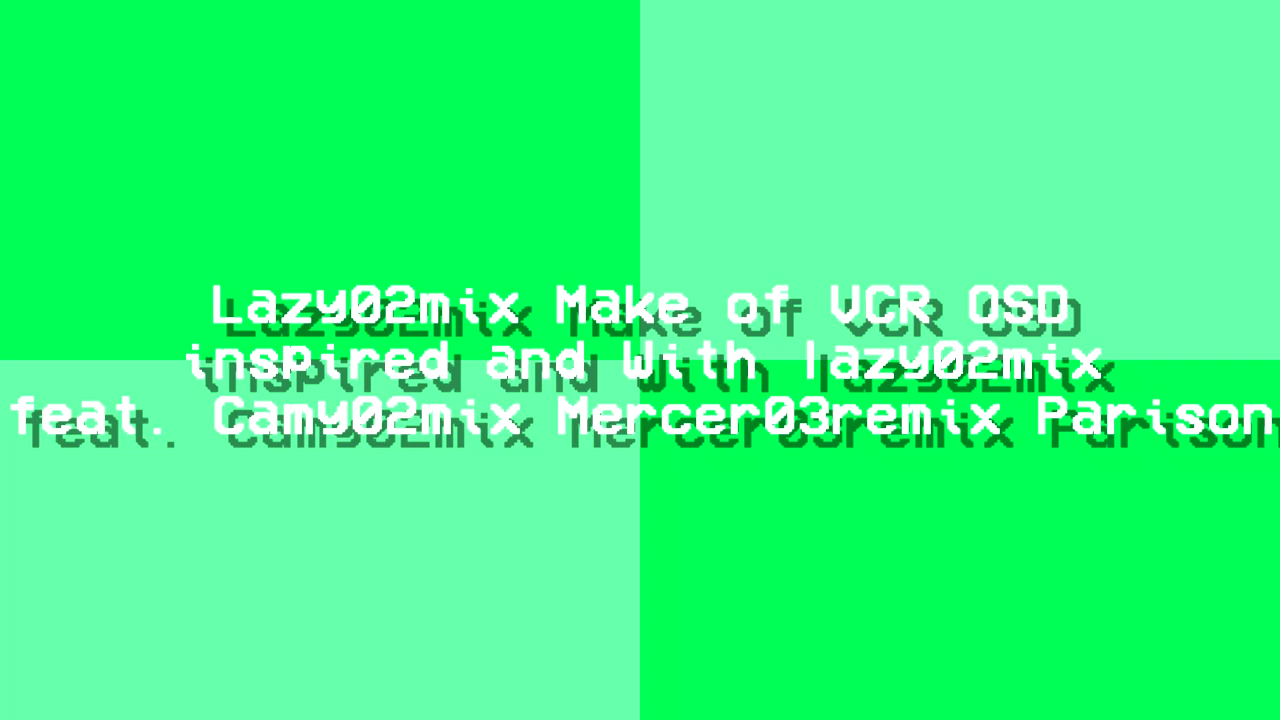 Lazy02mix Make of VCR OSD
inspired and With lazy02mix
feat. Camy02mix Mercer03remix Parison